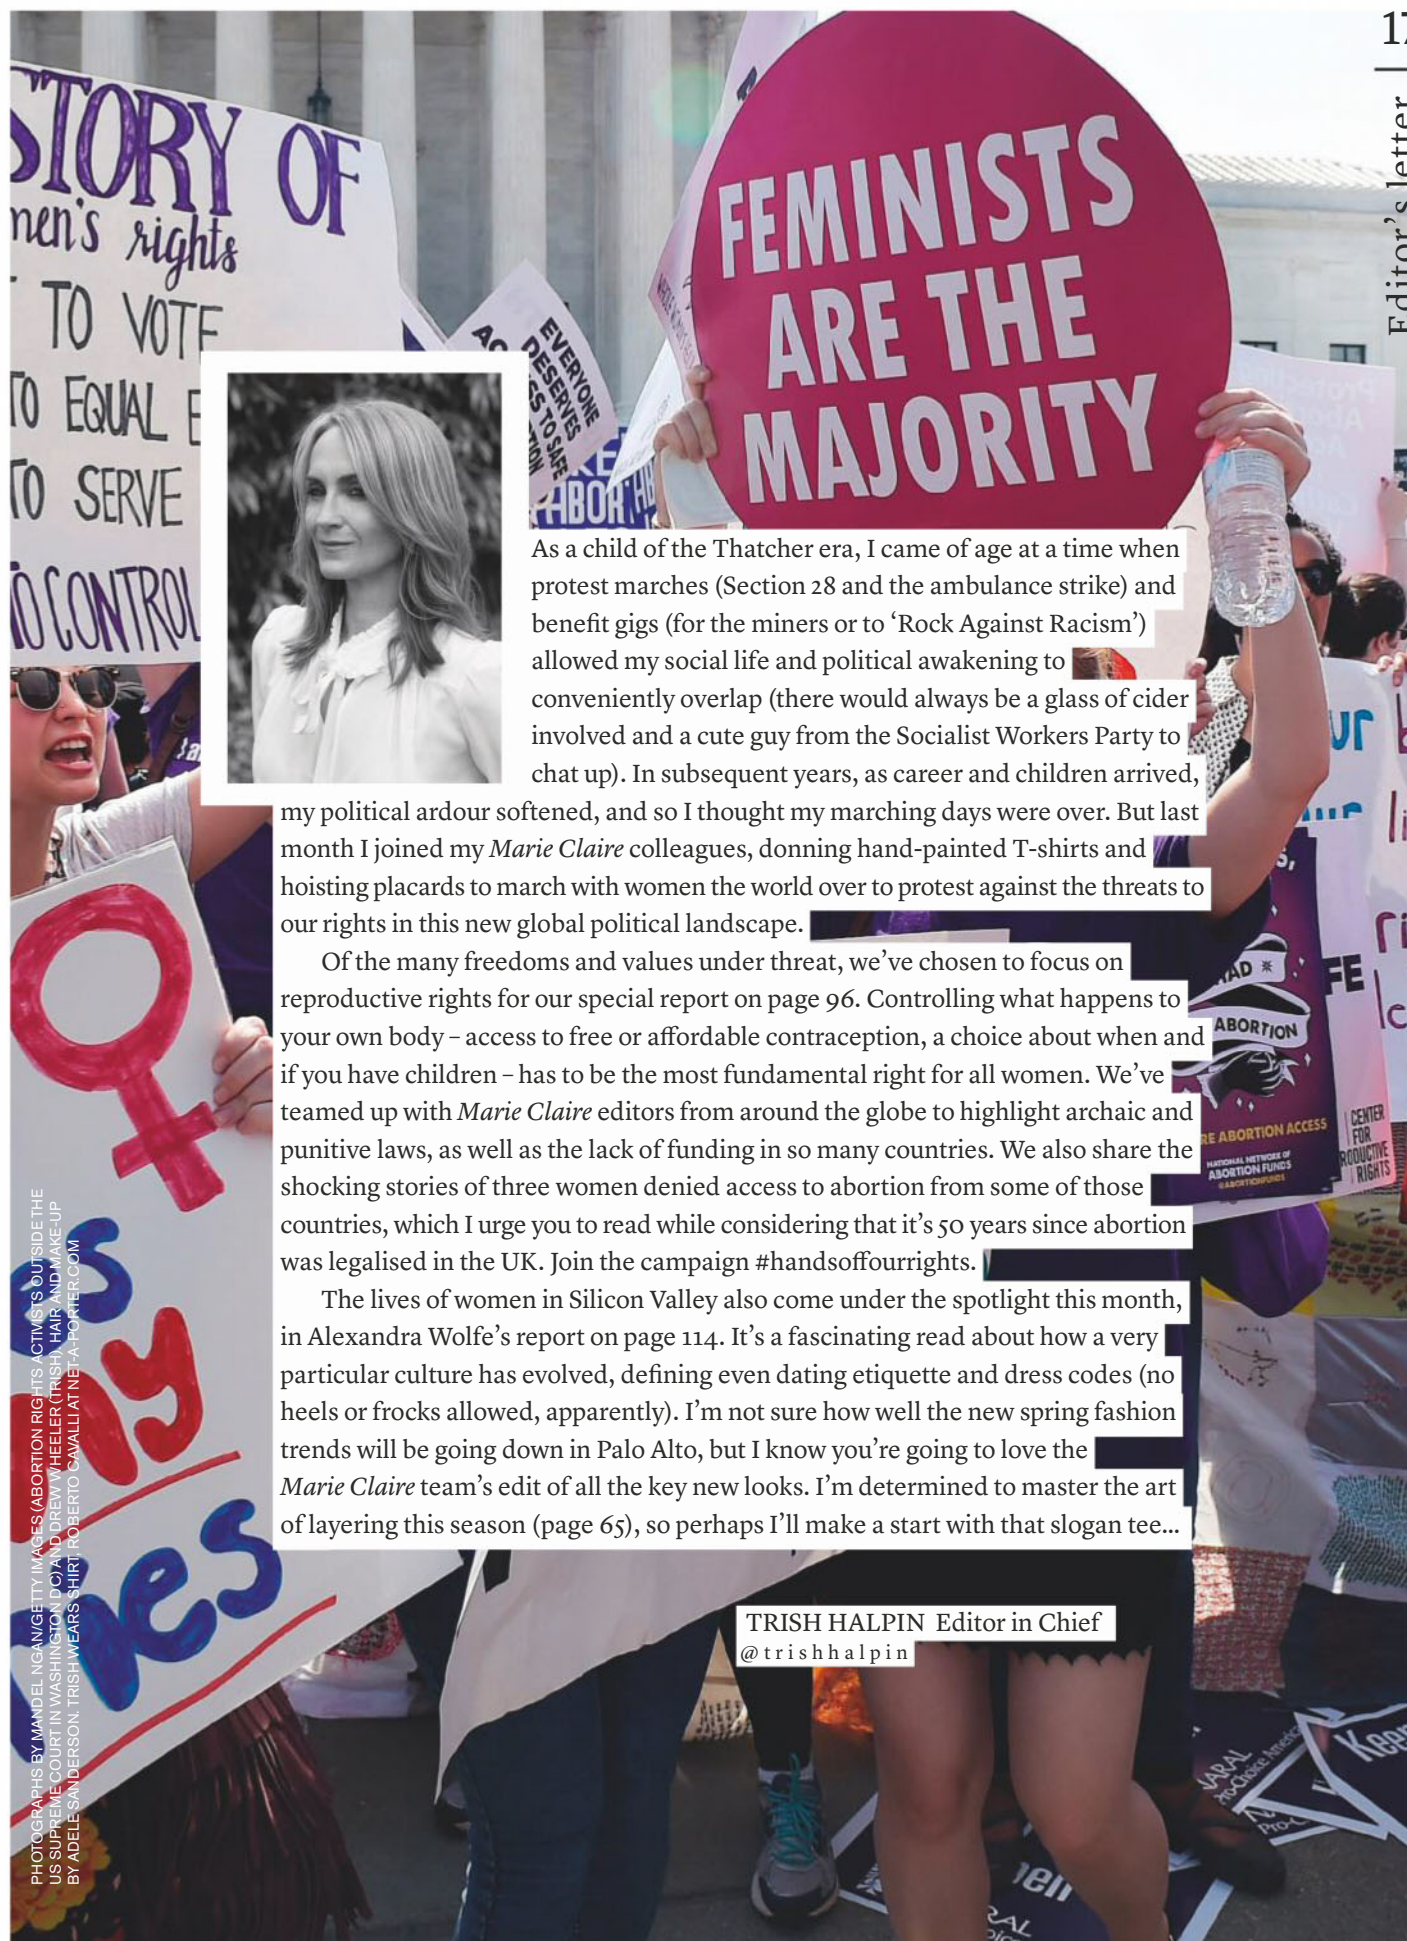 17
Editor's letter
STORY OF
men's rights
TO VOTE
TO EQUAL E
TO SERVE
TO CONTROL
EVERYONE
DESERVES
FEMINISTS
ARE THE
MAJORITY
As a child of the Thatcher era, I came of age at a time when
protest marches (Section 28 and the ambulance strike) and
benefit gigs (for the miners or to ‘Rock Against Racism’)
allowed my social life and political awakening to
conveniently overlap (there would always be a glass of cider
involved and a cute guy from the Socialist Workers Party to
chat up). In subsequent years, as career and children arrived,
my political ardour softened, and so I thought my marching days were over. But last
month I joined my Marie Claire colleagues, donning hand-painted T-shirts and
hoisting placards to march with women the world over to protest against the threats to
our rights in this new global political landscape.
Of the many freedoms and values under threat, we’ve chosen to focus on
reproductive rights for our special report on page 96. Controlling what happens to
your own body – access to free or affordable contraception, a choice about when and
if you have children – has to be the most fundamental right for all women. We’ve
teamed up with Marie Claire editors from around the globe to highlight archaic and
punitive laws, as well as the lack of funding in so many countries. We also share the
shocking stories of three women denied access to abortion from some of those
countries, which I urge you to read while considering that it’s 50 years since abortion
was legalised in the UK. Join the campaign #handsoffourrights.
The lives of women in Silicon Valley also come under the spotlight this month,
in Alexandra Wolfe’s report on page 114. It’s a fascinating read about how a very
particular culture has evolved, defining even dating etiquette and dress codes (no
heels or frocks allowed, apparently). I’m not sure how well the new spring fashion
trends will be going down in Palo Alto, but I know you’re going to love the
Marie Claire team’s edit of all the key new looks. I’m determined to master the art
of layering this season (page 65), so perhaps I’ll make a start with that slogan tee...
TRISH HALPIN Editor in Chief
@trishhalpin
ABORTION
RE ABORTION ACCESS
NATIONAL NETWORK OF
ABORTION FUNDS
@ABORTIONFUNDS
CENTER
FOR
RODUCTIVE
RIGHTS
my
NARAL
Pro-Choice America
Keep
PHOTOGRAPHS BY MANDEL NGAN/GETTY IMAGES (ABORTION RIGHTS ACTIVISTS OUTSIDE THE
US SUPREME COURT IN WASHINGTON DC) AND DREW WHEELER (TRISH). HAIR AND MAKE-UP
BY ADELE SANDERSON. TRISH WEARS SHIRT, ROBERTO CAVALLI AT NET-A-PORTER.COM